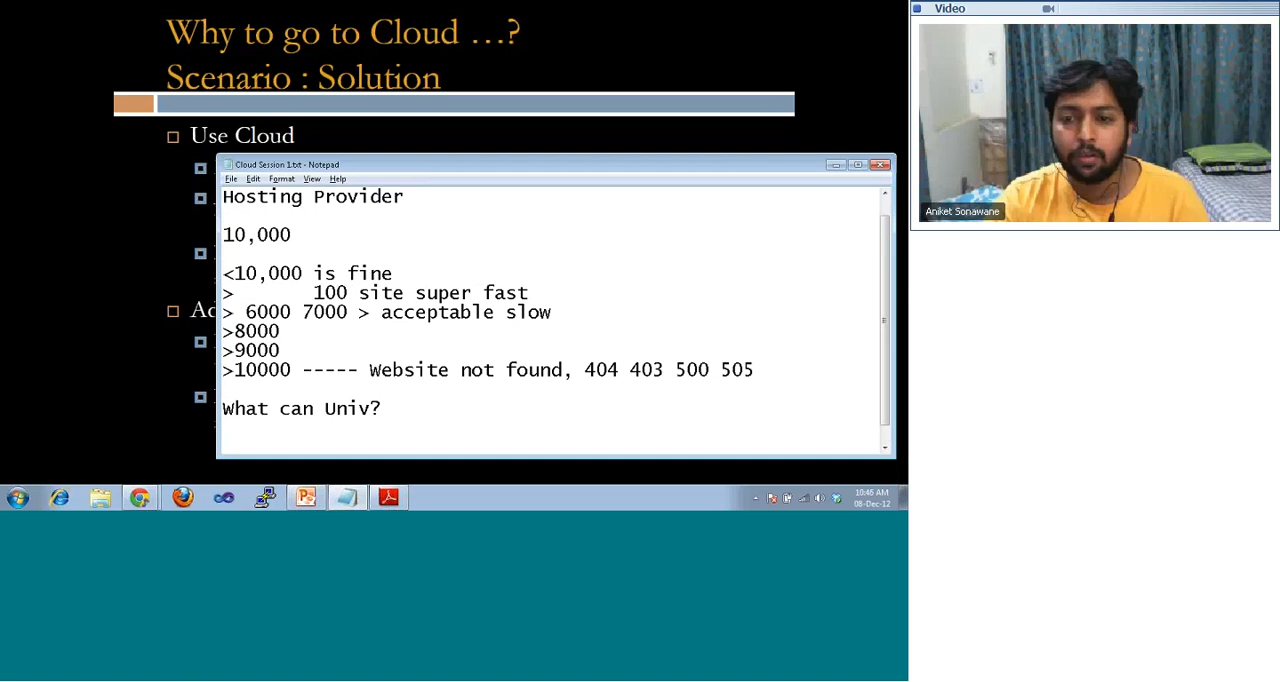 Why to go to Cloud ...?
Scenario : Solution
Use Cloud
Cloud Session 1.txt - Notepad
File Edit Format View Help
Hosting Provider
10,000
<10,000 is fine
> 100 site super fast
> 6000 7000 > acceptable slow
>8000
>9000
>10000 ----- Website not found, 404 403 500 505
What can Univ?
10:45 AM
08-Dec-12
Video
Aniket Sonawane